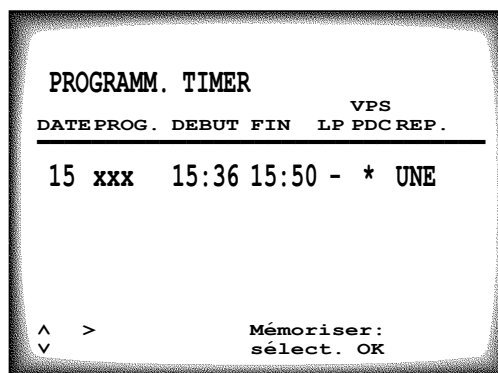 PROGRAMM. TIMER
VPS
DATE PROG. DEBUT FIN LP PDC REP.
15 xxx 15:36 15:50 - * UNE
^ > Mémoriser:
v sélect. OK